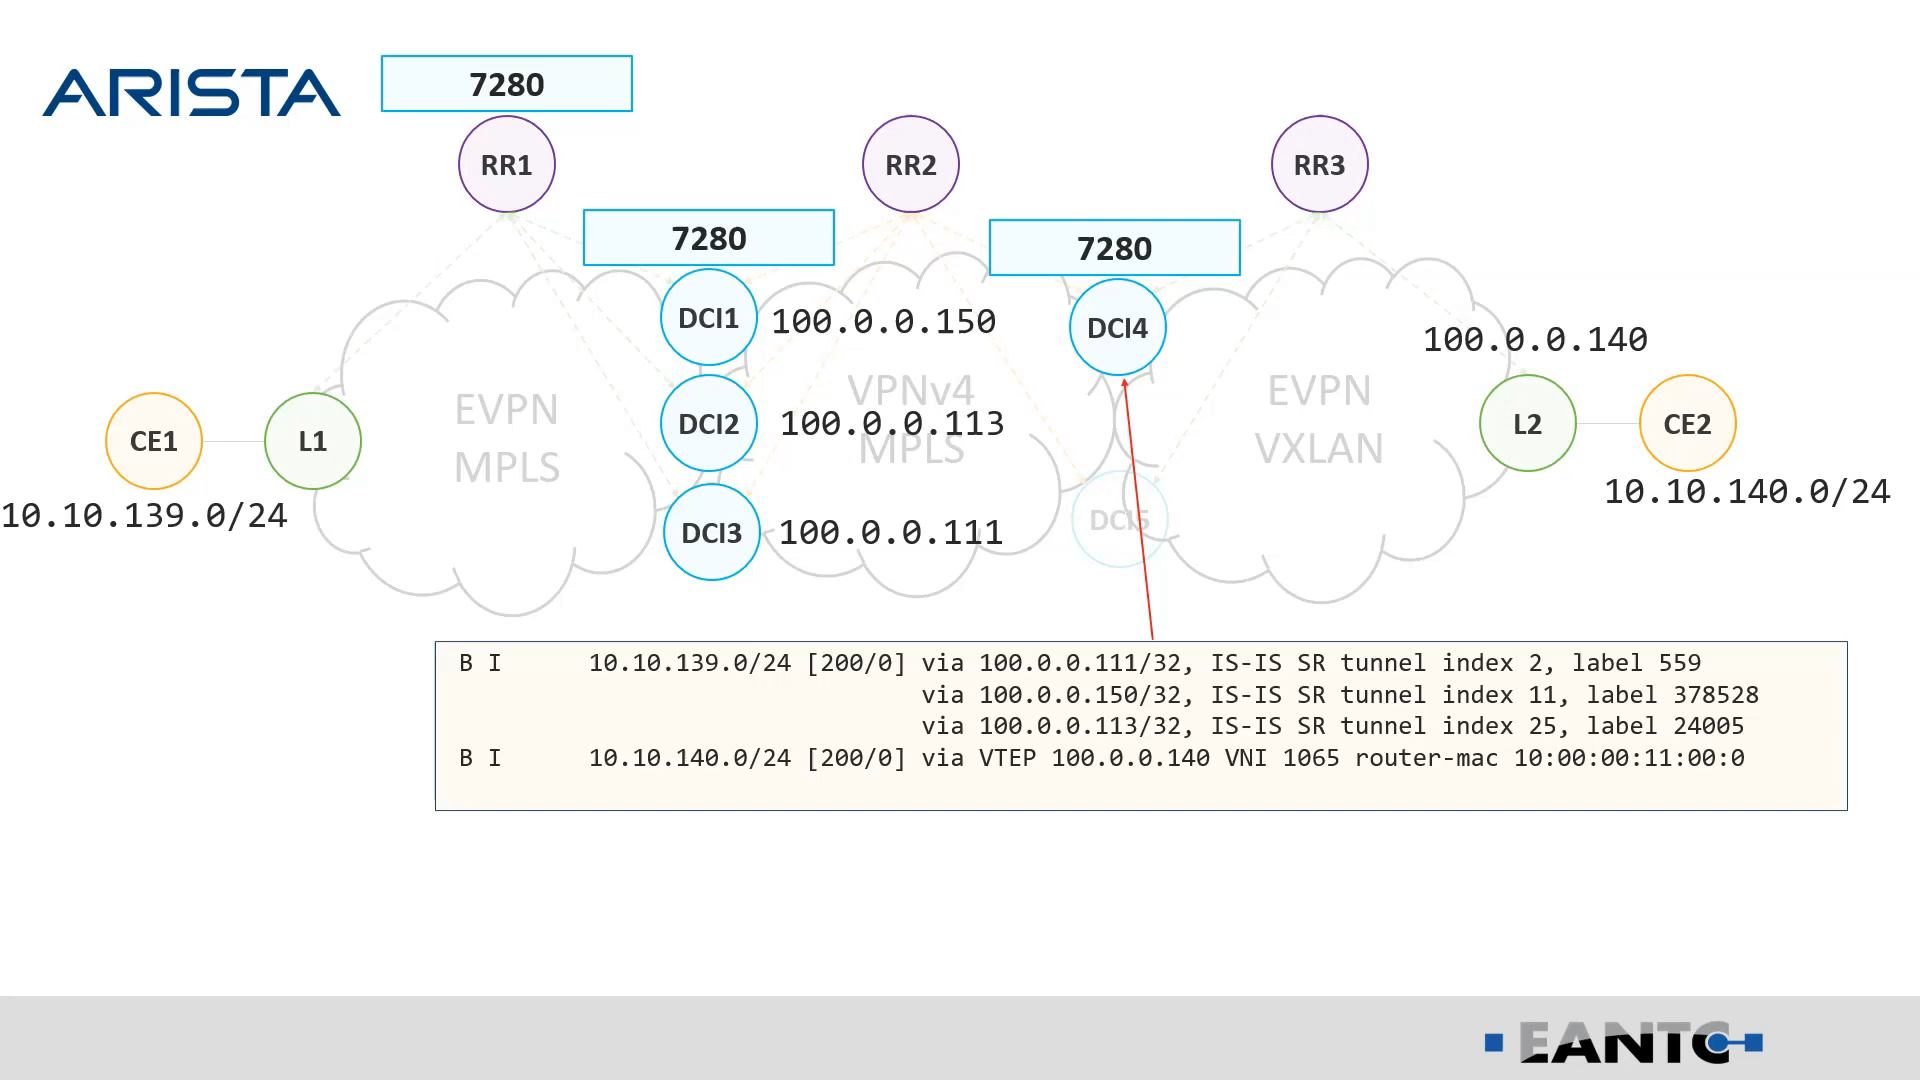 ARISTA
7280
RR1
RR2
RR3
7280
7280
DCI1
100.0.0.150
DCI4
100.0.0.140
EVPN
MPLS
VPNv4
MPLS
EVPN
VXLAN
CE1
L1
DCI2
100.0.0.113
L2
CE2
10.10.139.0/24
10.10.140.0/24
DCI3
100.0.0.111
DCI5
B I 10.10.139.0/24 [200/0] via 100.0.0.111/32, IS-IS SR tunnel index 2, label 559
via 100.0.0.150/32, IS-IS SR tunnel index 11, label 378528
via 100.0.0.113/32, IS-IS SR tunnel index 25, label 24005
B I 10.10.140.0/24 [200/0] via VTEP 100.0.0.140 VNI 1065 router-mac 10:00:00:11:00:0
EANTC